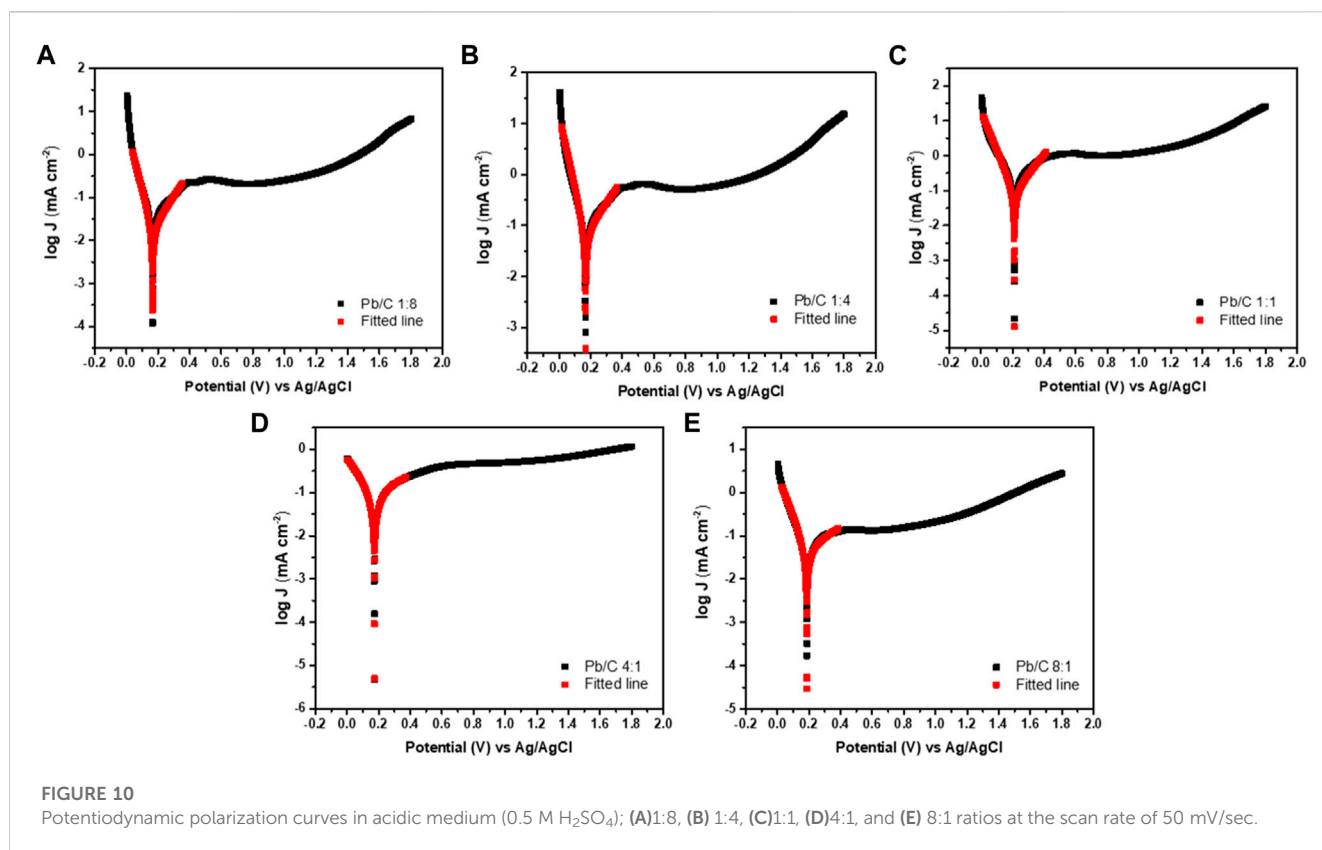 A
2
1
0
-1
-2
-3
-4
log J (mA cm-2)
Pb/C 1:8
Fitted line
-0.2 0.0 0.2 0.4 0.6 0.8 1.0 1.2 1.4 1.6 1.8 2.0
Potential (V) vs Ag/AgCl
B
2
1
0
-1
-2
-3
log J (mA cm-2)
Pb/C 1:4
Fitted line
-0.2 0.0 0.2 0.4 0.6 0.8 1.0 1.2 1.4 1.6 1.8 2.0
Potential (V) vs Ag/AgCl
C
2
1
0
-1
-2
-3
-4
-5
log J (mA cm-2)
Pb/C 1:1
Fitted line
-0.2 0.0 0.2 0.4 0.6 0.8 1.0 1.2 1.4 1.6 1.8 2.0
Potential (V) vs Ag/AgCl
D
1
0
-1
-2
-3
-4
-5
-6
log J (mA cm-2)
Pb/C 4:1
Fitted line
-0.2 0.0 0.2 0.4 0.6 0.8 1.0 1.2 1.4 1.6 1.8 2.0
Potential (V) vs Ag/AgCl
E
1
0
-1
-2
-3
-4
-5
log J (mA cm-2)
Pb/C 8:1
Fitted line
-0.2 0.0 0.2 0.4 0.6 0.8 1.0 1.2 1.4 1.6 1.8 2.0
Potential (V) vs Ag/AgCl
FIGURE 10
Potentiodynamic polarization curves in acidic medium (0.5 M H2SO4); (A)1:8, (B) 1:4, (C)1:1, (D)4:1, and (E) 8:1 ratios at the scan rate of 50 mV/sec.